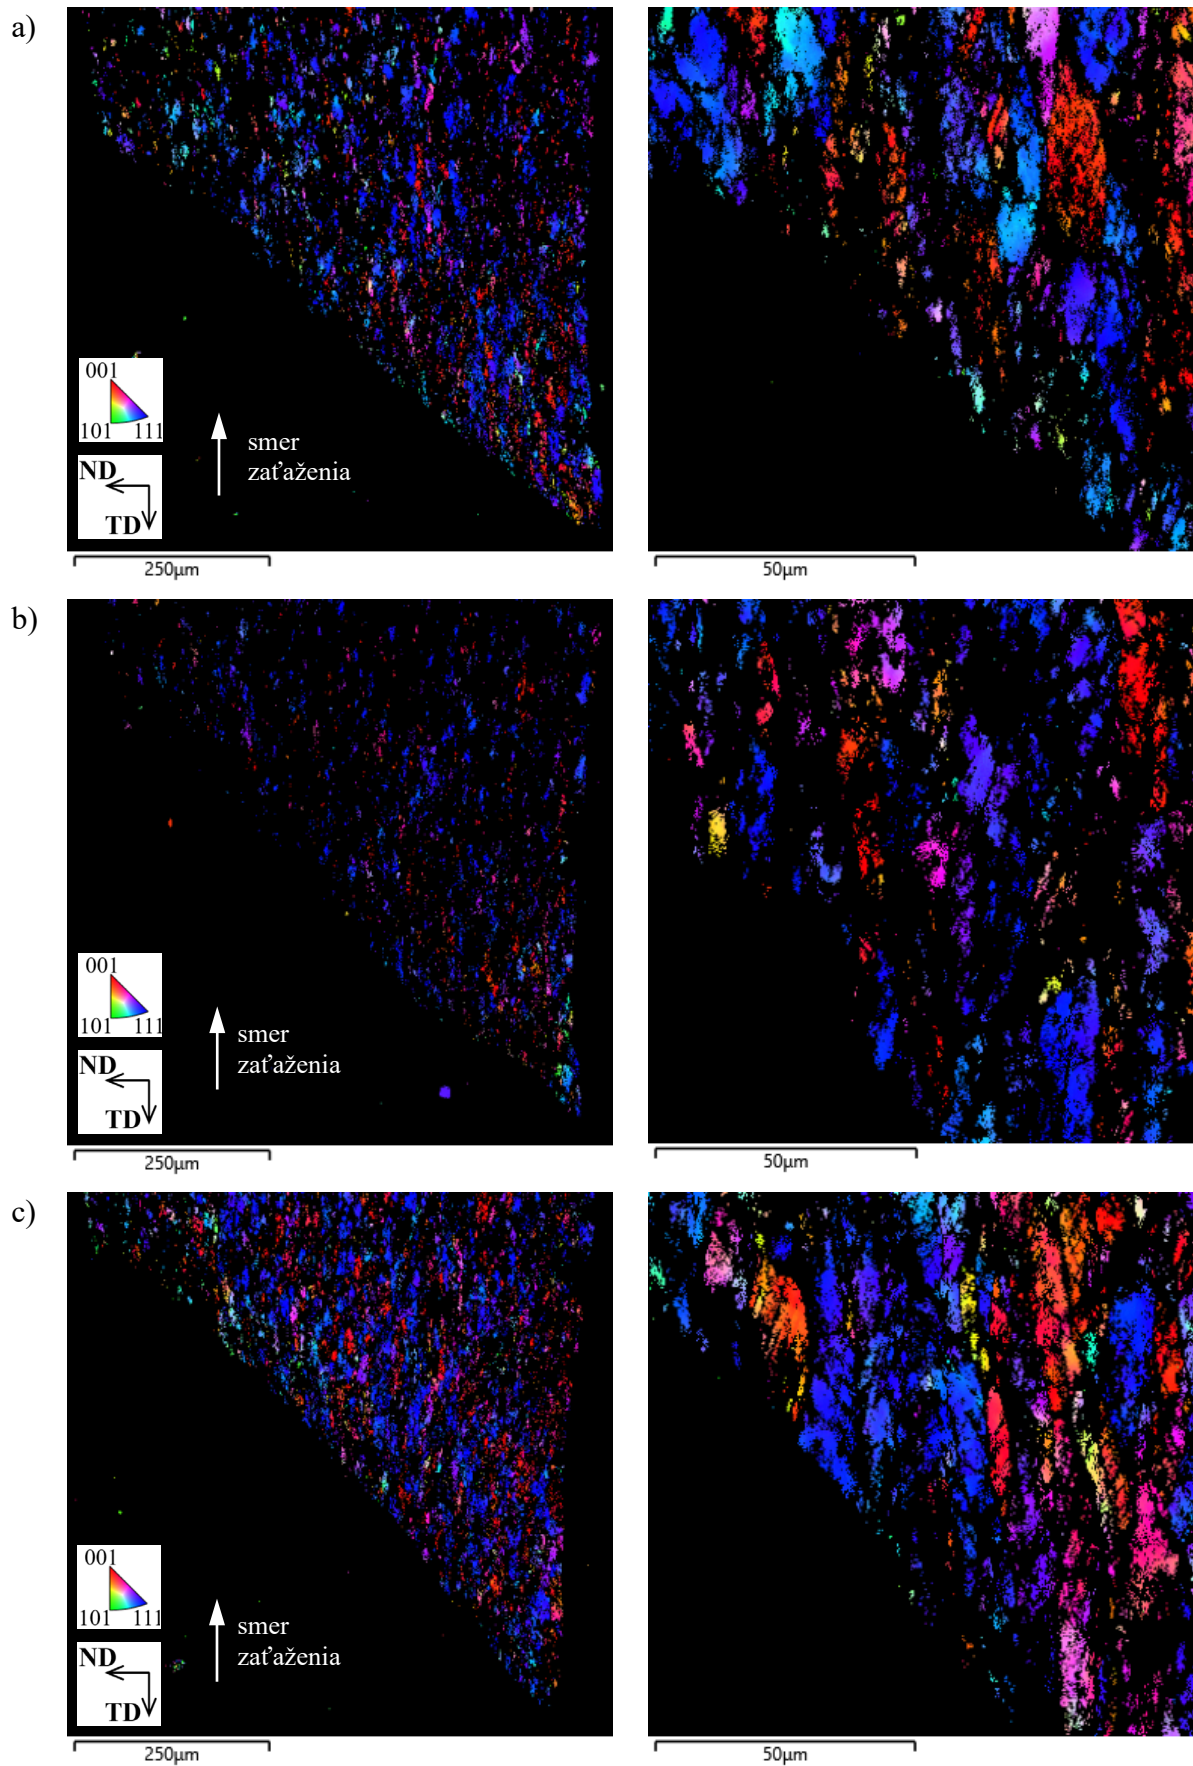 a)
001
101 111
ND
TD
smer
zaťaženia
250µm
50µm
b)
001
101 111
ND
TD
smer
zaťaženia
250µm
50µm
c)
001
101 111
ND
TD
smer
zaťaženia
250µm
50µm